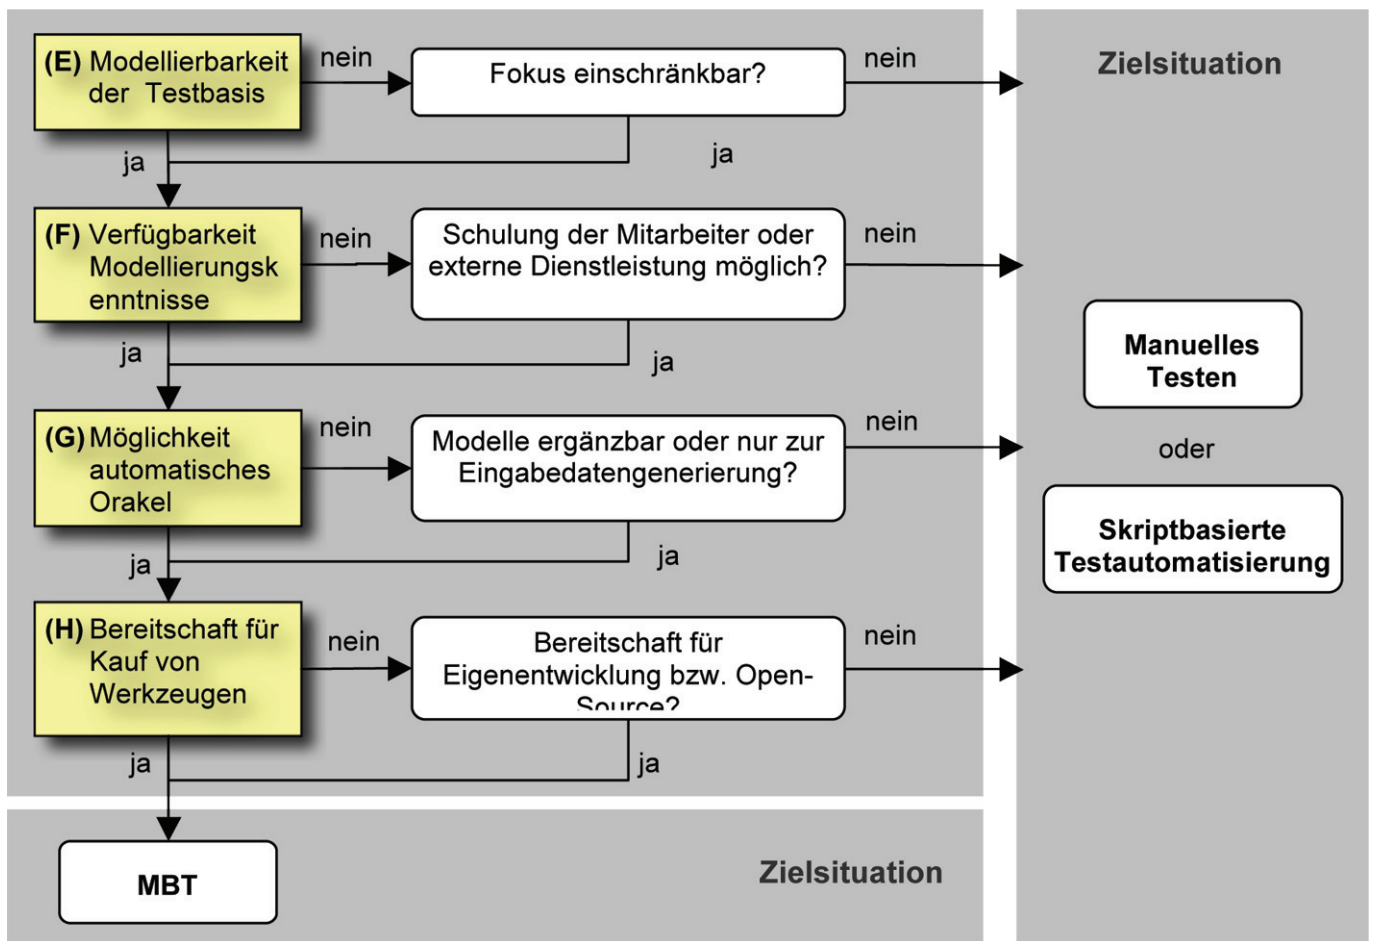 (E) Modellierbarkeit
der Testbasis
nein
Fokus einschränkbar?
nein
Zielsituation
ja
ja
(F) Verfügbarkeit
Modellierungsk
enntnisse
nein
Schulung der Mitarbeiter oder
externe Dienstleistung möglich?
nein
ja
ja
Manuelles
Testen
oder
Skriptbasierte
Testautomatisierung
(G) Möglichkeit
automatisches
Orakel
nein
Modelle ergänzbar oder nur zur
Eingabedatengenerierung?
nein
ja
ja
(H) Bereitschaft für
Kauf von
Werkzeugen
nein
Bereitschaft für
Eigenentwicklung bzw. Open-
Source?
nein
ja
ja
MBT
Zielsituation